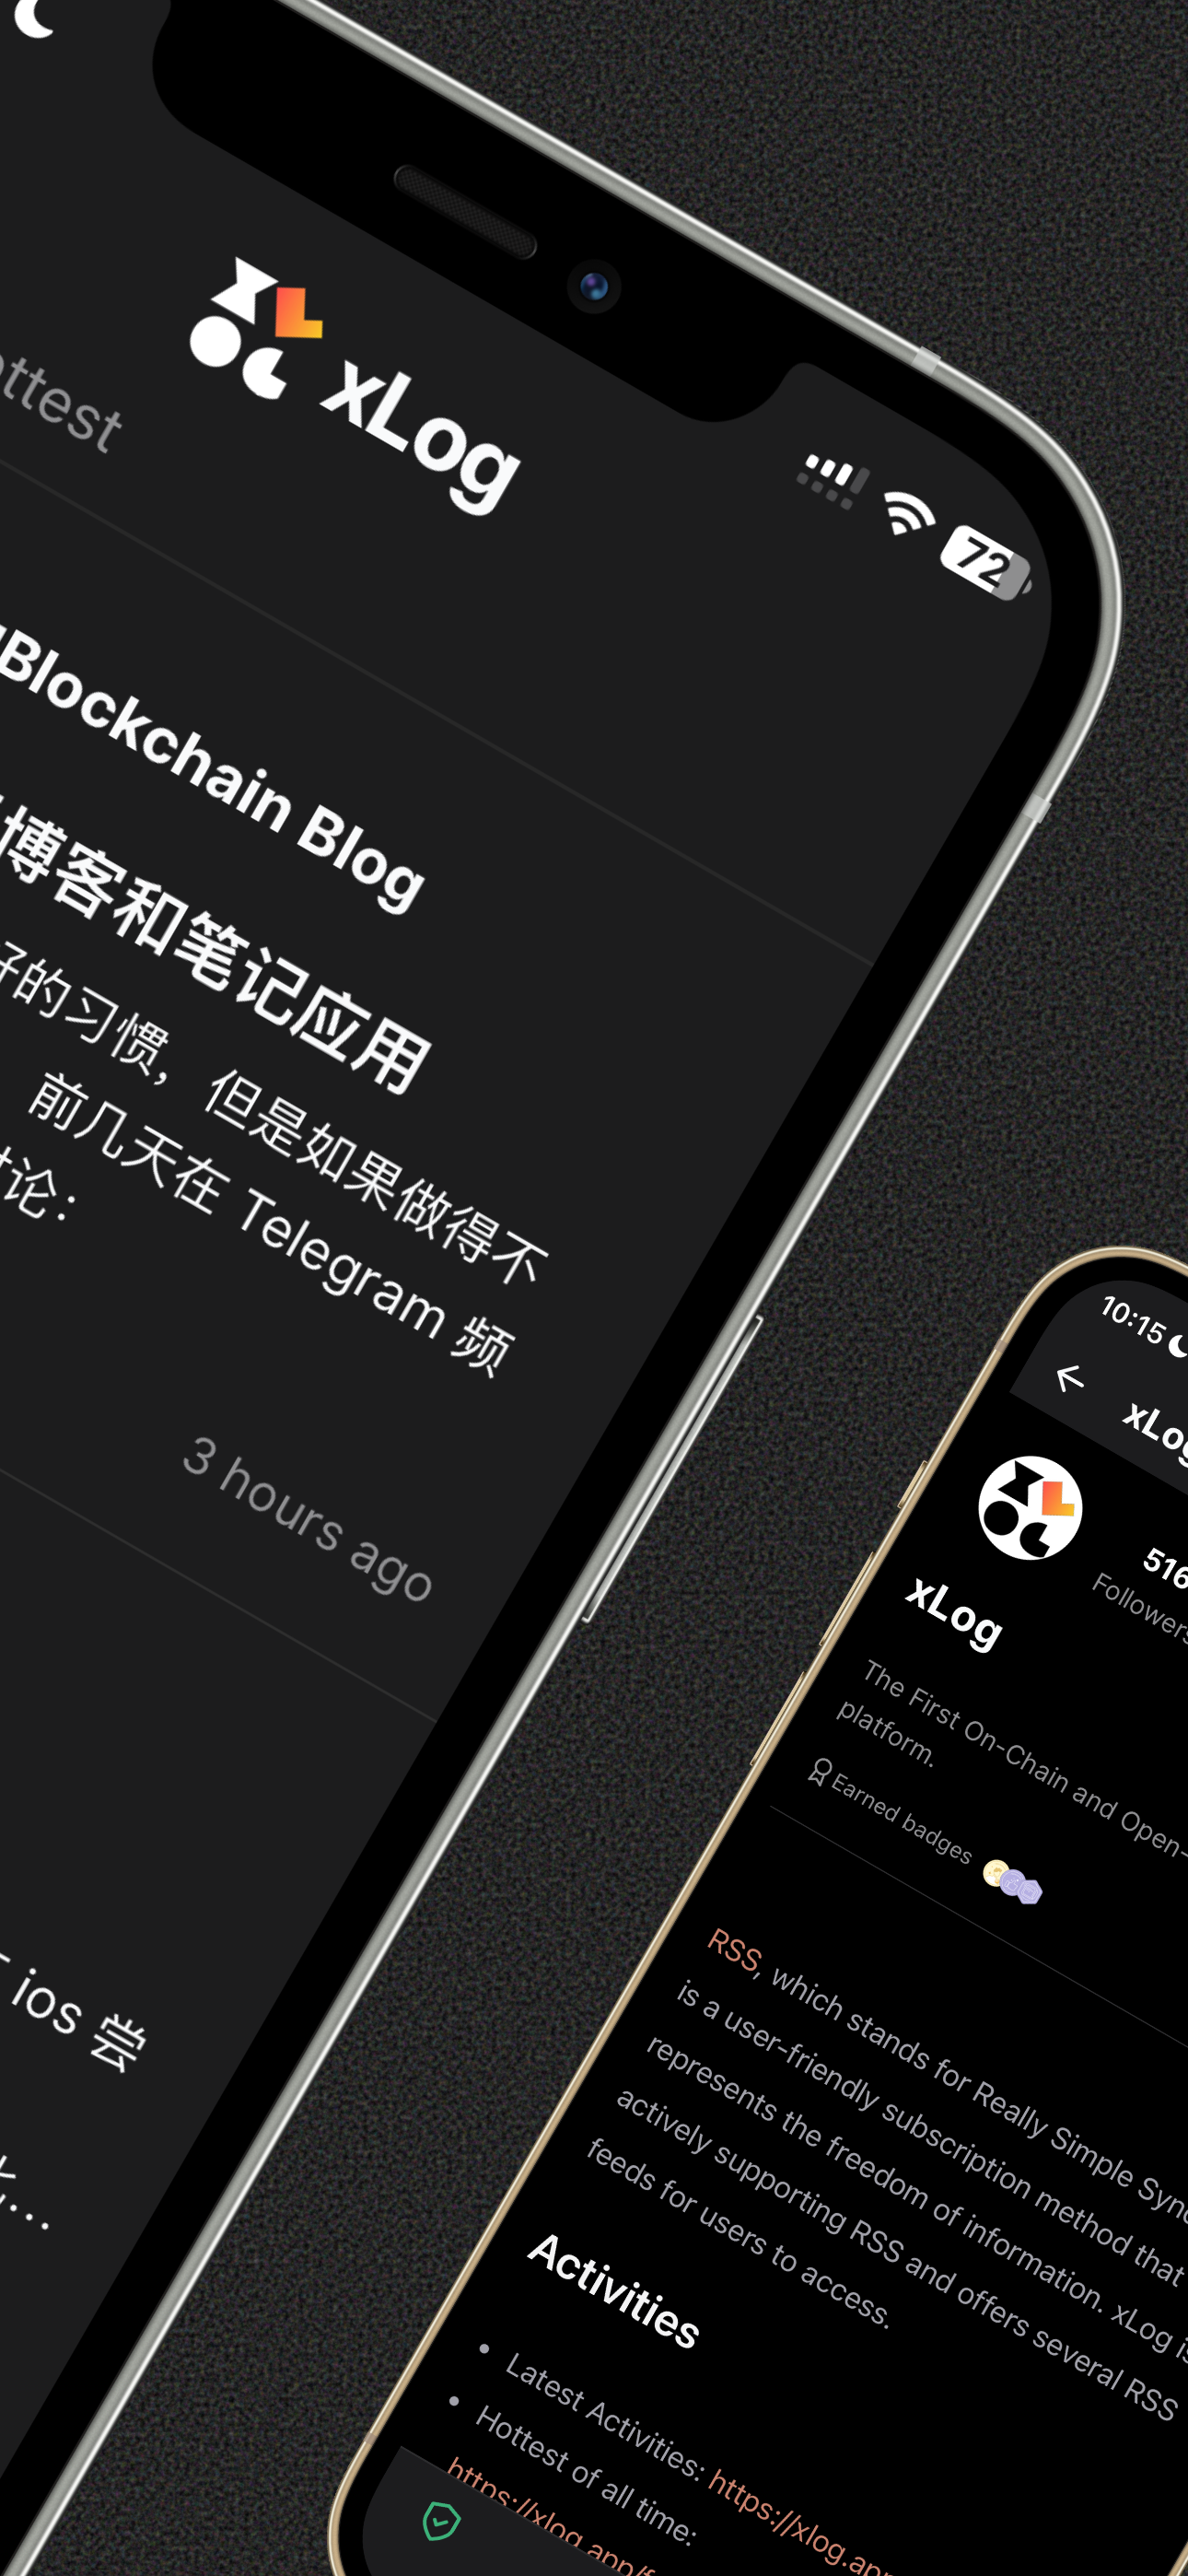 xLog
ottest
72
Blockchain Blog
博客和笔记应用
好的习惯，但是如果做得不
前几天在 Telegram 频
讨论：
3 hours ago
ios 尝
...
10:15
xLog
516
Followers
xLog
The First On-Chain and Open-
platform.
Earned badges
RSS, which stands for Really Simple Sync
is a user-friendly subscription method that
represents the freedom of information. xLog is
actively supporting RSS and offers several RSS
feeds for users to access.
Activities
• Latest Activities: https://xlog.app
• Hottest of all time:
https://xlog.app/f